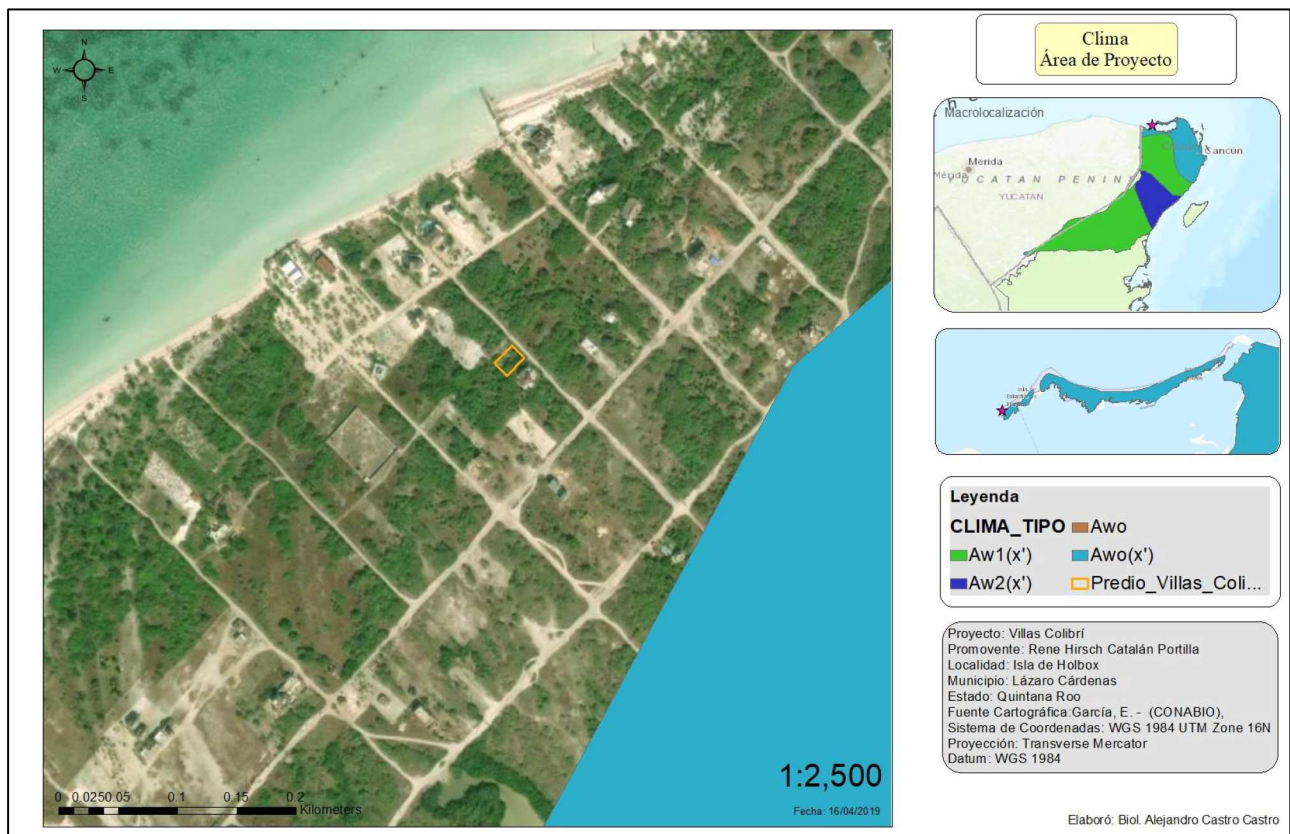 N
W E
S
1:2,500
0 0.0250.05 0.1 0.15 0.2
Kilometers
Fecha: 16/04/2019
Clima
Área de Proyecto
Macrolocalización
Merida
Mérida
Cancún
YUCATAN PENIN
YUCATAN
Leyenda
CLIMA_TIPO Awo
Aw1(x') Awo(x')
Aw2(x') Predio_Villas_Coli...
Proyecto: Villas Colibrí
Promovente: Rene Hirsch Catalán Portilla
Localidad: Isla de Holbox
Municipio: Lázaro Cárdenas
Estado: Quintana Roo
Fuente Cartográfica:García, E. - (CONABIO),
Sistema de Coordenadas: WGS 1984 UTM Zone 16N
Proyección: Transverse Mercator
Datum: WGS 1984
Elaboró: Biol. Alejandro Castro Castro